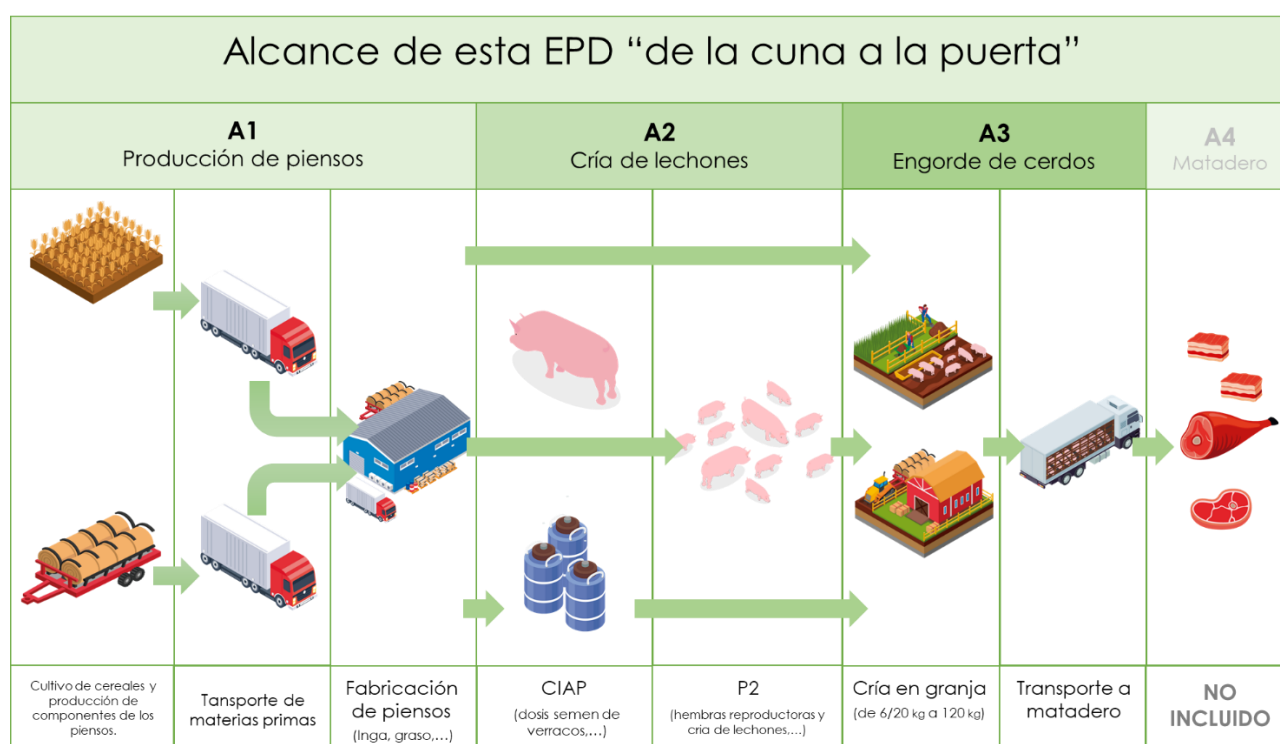 Alcance de esta EPD “de la cuna a la puerta”
A1
Producción de piensos
A2
Cría de lechones
A3
Engorde de cerdos
A4
Matadero
Cultivo de cereales y
producción de
componentes de los
piensos.
Tansporte de
materias primas
Fabricación
de piensos
(Inga, graso,...)
CIAP
(dosis semen de
verracos,...)
P2
(hembras reproductoras y
cría de lechones,...)
Cría en granja
(de 6/20 kg a 120 kg)
Transporte a
matadero
NO
INCLUIDO